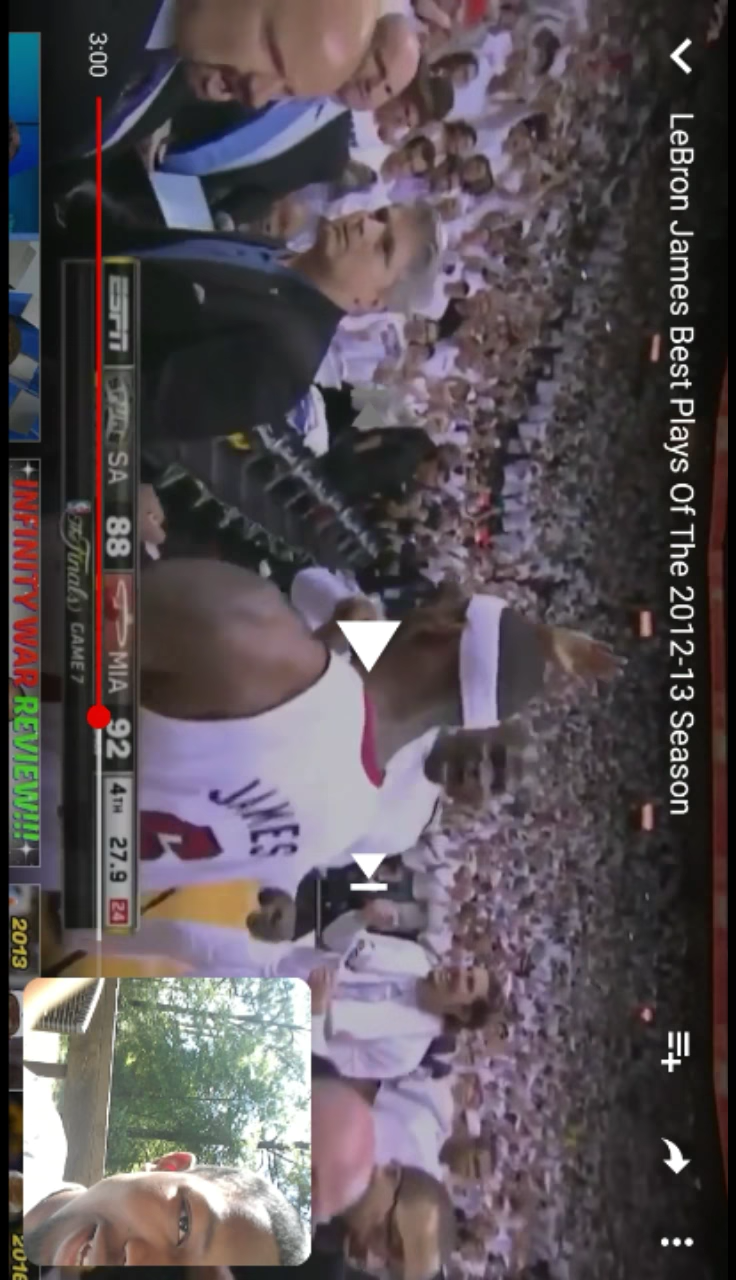 LeBron James Best Plays Of The 2012-13 Season
JAMES
6
ESPN SA 88 MIA 92 4TH 27.9 24
The Finals GAME 7
3:00
INFINITY WAR REVIEW!!!
2013
2016